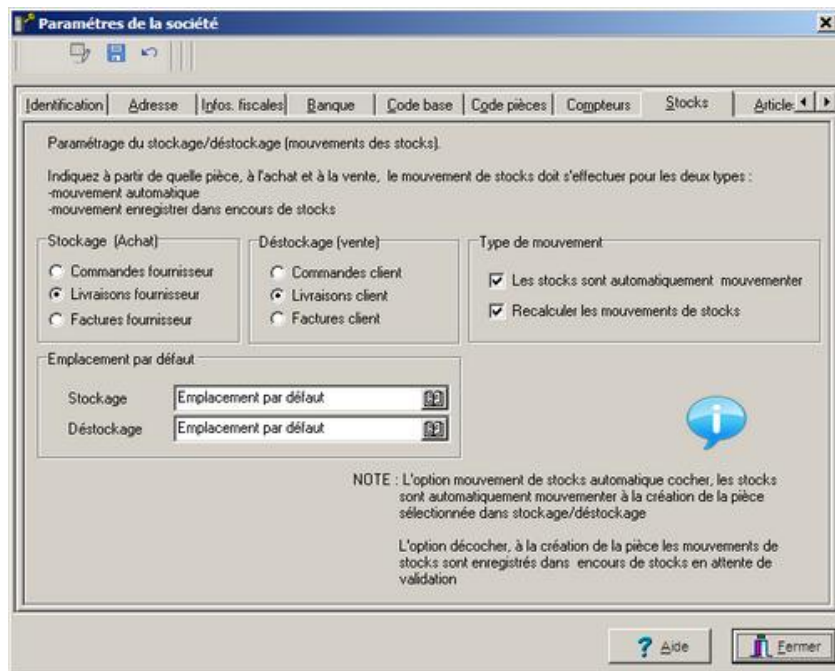 Paramétres de la société
Identification Adresse Infos. fiscales Banque Code base Code pièces Compteurs Stocks Article
Paramétrage du stockage/déstockage (mouvements des stocks).
Indiquez à partir de quelle pièce, à l'achat et à la vente, le mouvement de stocks doit s'effectuer pour les deux types :
-mouvement automatique
-mouvement enregistrer dans encours de stocks
Stockage (Achat)
Commandes fournisseur
Livraisons fournisseur
Factures fournisseur
Déstockage (vente)
Commandes client
Livraisons client
Factures client
Type de mouvement
Les stocks sont automatiquement mouvementer
Recalculer les mouvements de stocks
Emplacement par défaut
Stockage Emplacement par défaut
Déstockage Emplacement par défaut
NOTE : L'option mouvement de stocks automatique cocher, les stocks
sont automatiquement mouvementer à la création de la pièce
sélectionnée dans stockage/déstockage
L'option décocher, à la création de la pièce les mouvements de
stocks sont enregistrés dans encours de stocks en attente de
validation
Aide Fermer